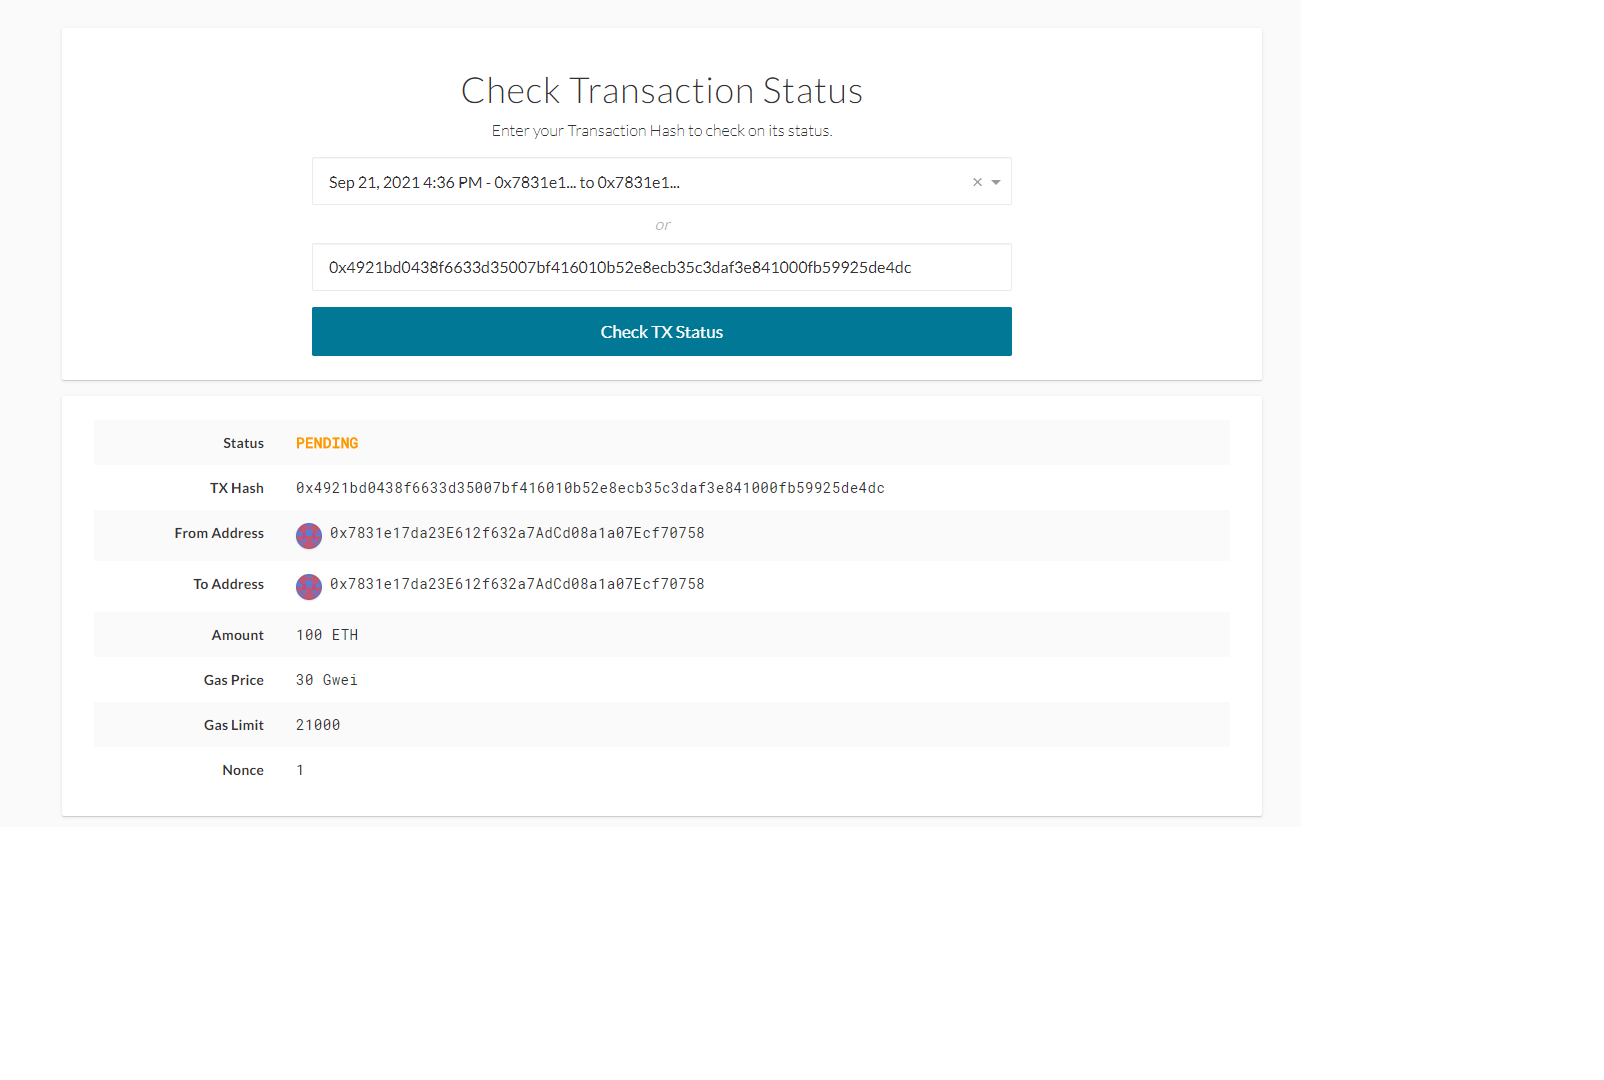 Check Transaction Status
Enter your Transaction Hash to check on its status.
Sep 21, 2021 4:36 PM - 0x7831e1... to 0x7831e1...
or
0x4921bd0438f6633d35007bf416010b52e8ecb35c3daf3e841000fb59925de4dc
Check TX Status
Status PENDING
TX Hash 0x4921bd0438f6633d35007bf416010b52e8ecb35c3daf3e841000fb59925de4dc
From Address 0x7831e17da23E612f632a7AdCd08a1a07Ecf70758
To Address 0x7831e17da23E612f632a7AdCd08a1a07Ecf70758
Amount 100 ETH
Gas Price 30 Gwei
Gas Limit 21000
Nonce 1